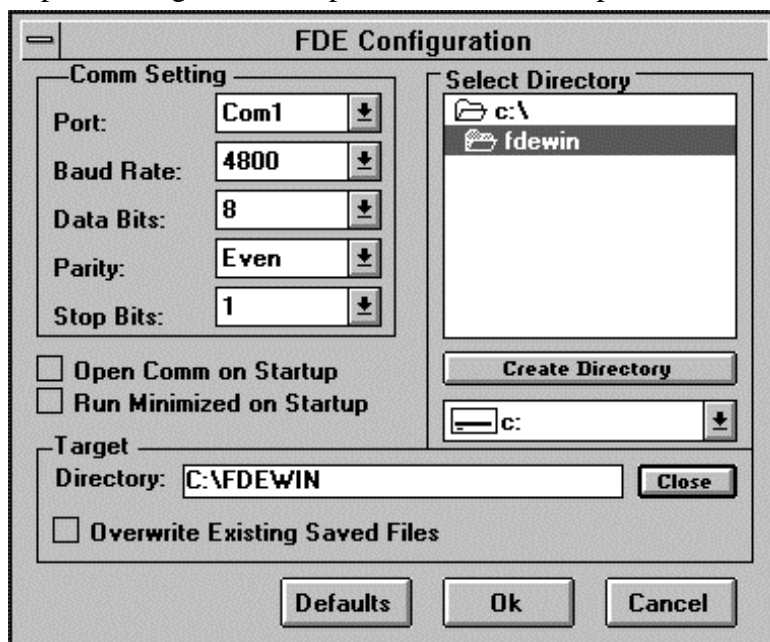 FDE Configuration
Comm Setting
Port: Com1
Baud Rate: 4800
Data Bits: 8
Parity: Even
Stop Bits: 1
Open Comm on Startup
Run Minimized on Startup
Select Directory
c:\
fdewin
Create Directory
c:
Target
Directory: C:\FDEWIN Close
Overwrite Existing Saved Files
Defaults Ok Cancel